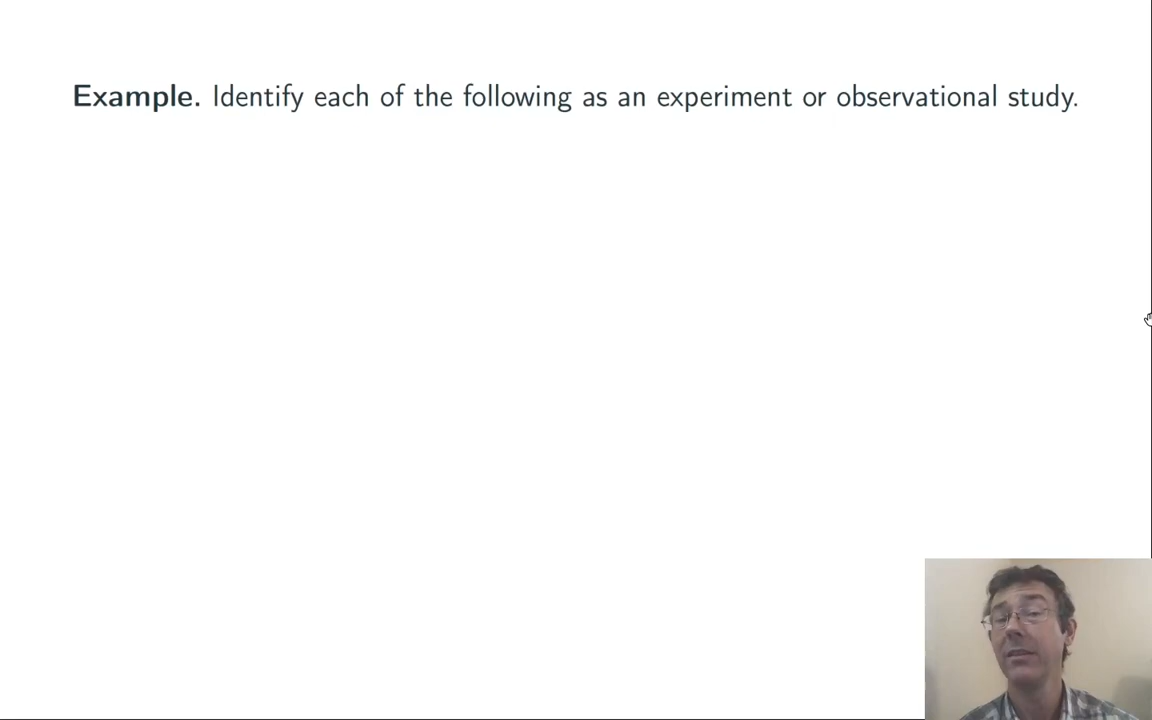 Example. Identify each of the following as an experiment or observational study.